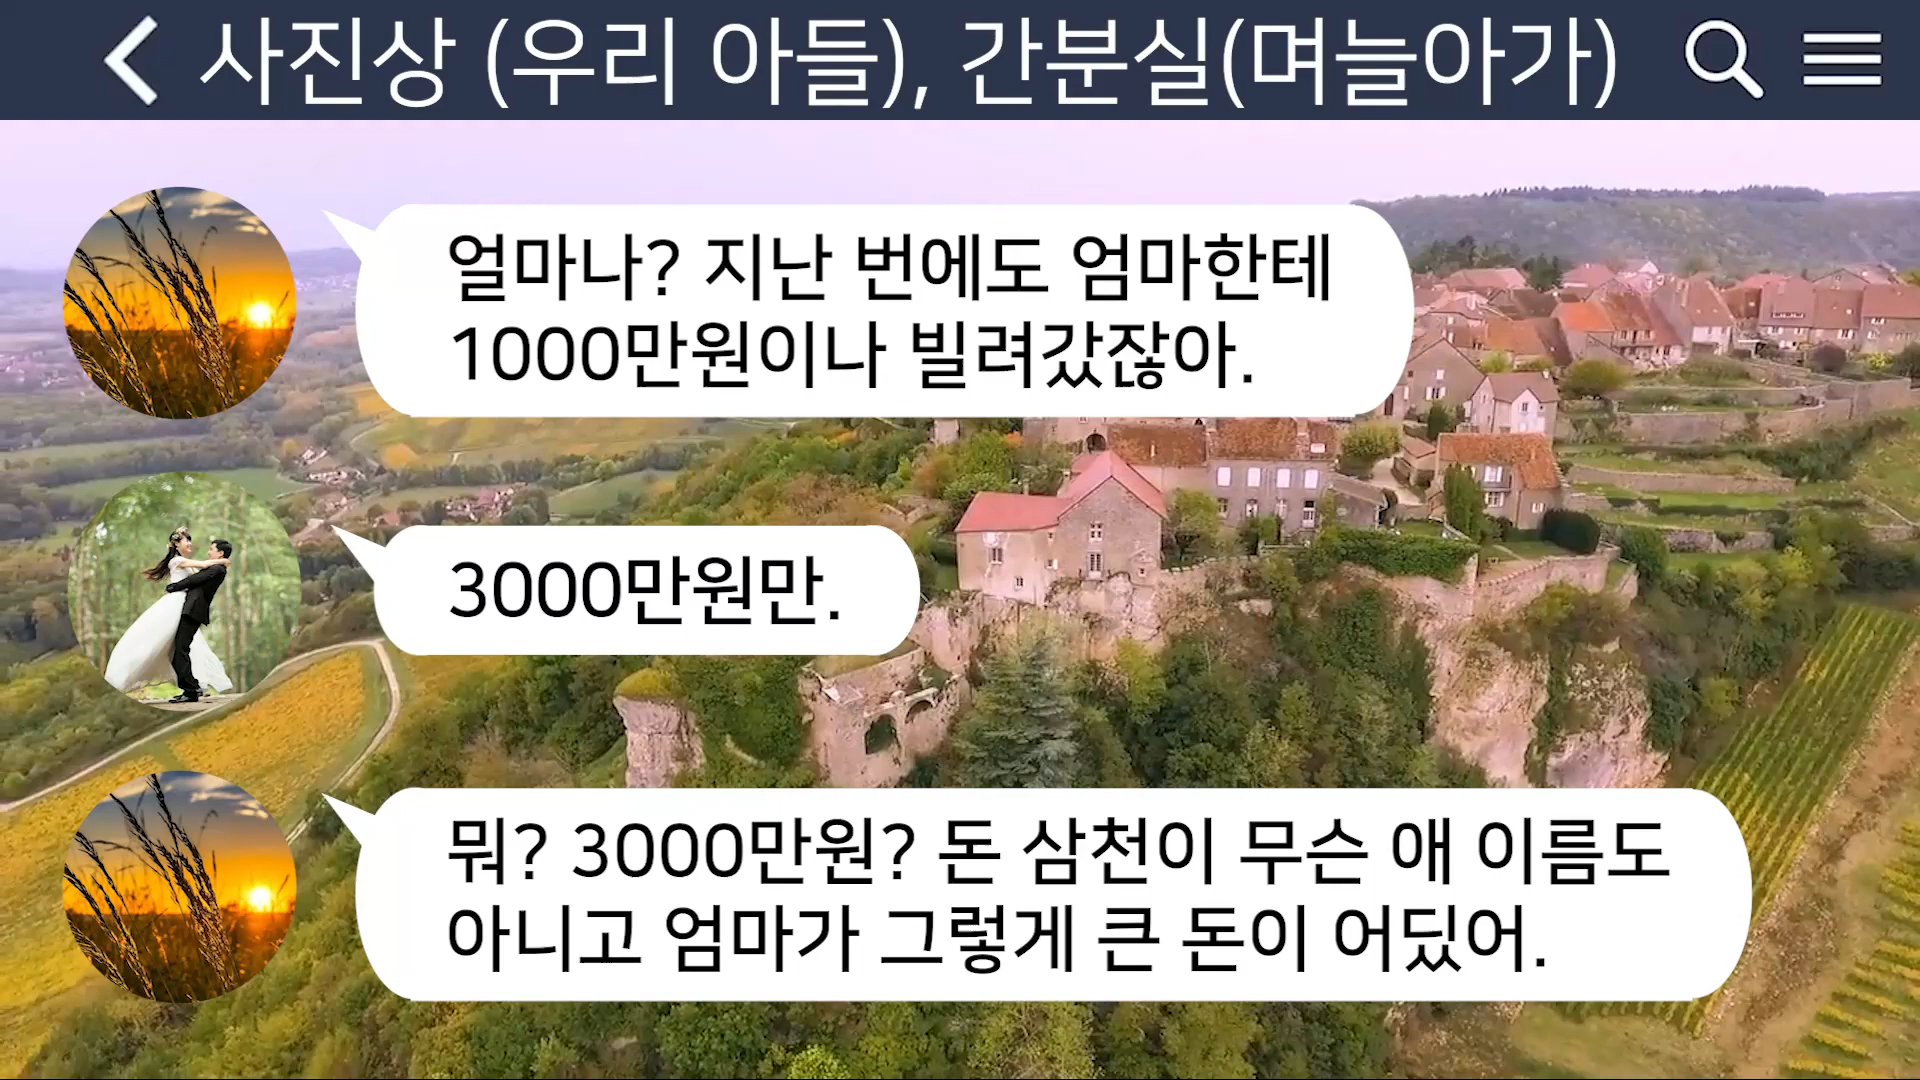 사진상 (우리 아들), 간분실(며늘아가)
얼마나? 지난 번에도 엄마한테
1000만원이나 빌려갔잖아.
3000만원만.
뭐? 3000만원? 돈 삼천이 무슨 애 이름도
아니고 엄마가 그렇게 큰 돈이 어딨어.